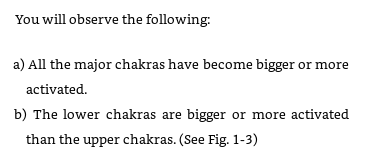 You will observe the following:
a) All the major chakras have become bigger or more
activated.
b) The lower chakras are bigger or more activated
than the upper chakras. (See Fig. 1-3)